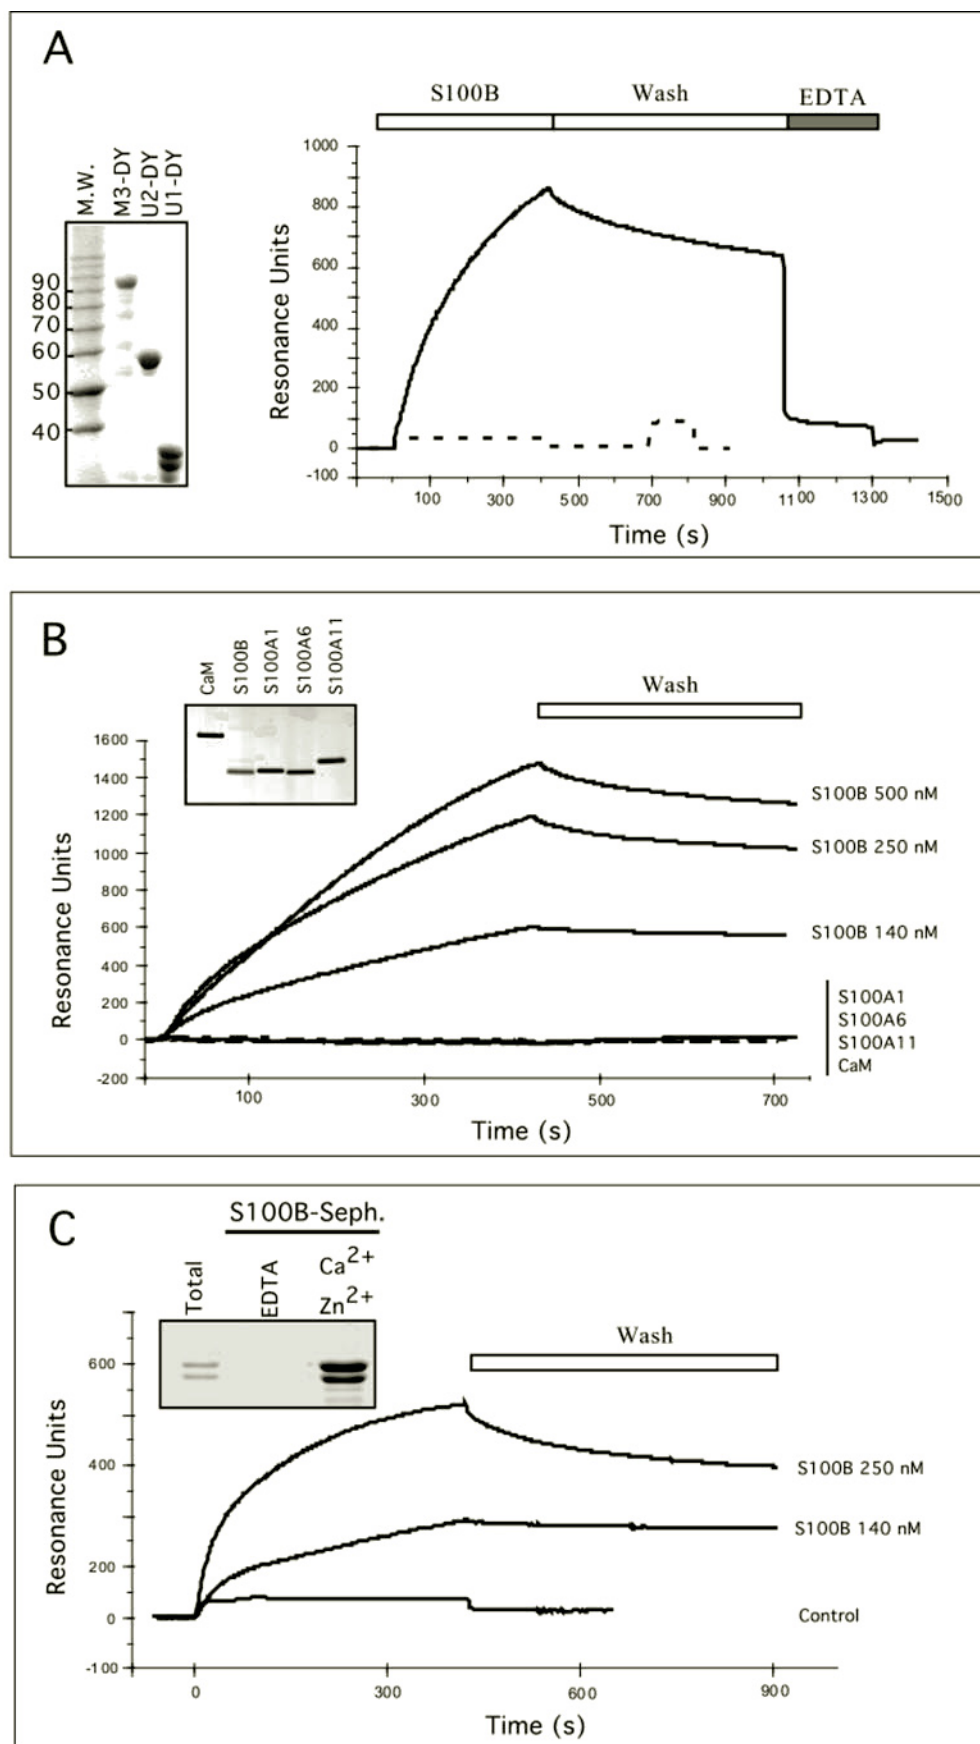 A
S100B Wash EDTA
M.W.
M3-DY
U2-DY
U1-DY
90
80
70
60
50
40
Resonance Units
1000
800
600
400
200
0
-100
100 300 500 700 900 1100 1300 1500
Time (s)
B
CaM
S100B
S100A1
S100A6
S100A11
Wash
Resonance Units
1600
1400
1200
1000
800
600
400
200
0
-200
S100B 500 nM
S100B 250 nM
S100B 140 nM
S100A1
S100A6
S100A11
CaM
100 300 500 700
Time (s)
C
S100B-Seph.
Total
EDTA
Ca2+
Zn2+
Wash
Resonance Units
600
400
200
0
-100
S100B 250 nM
S100B 140 nM
Control
0 300 600 900
Time (s)